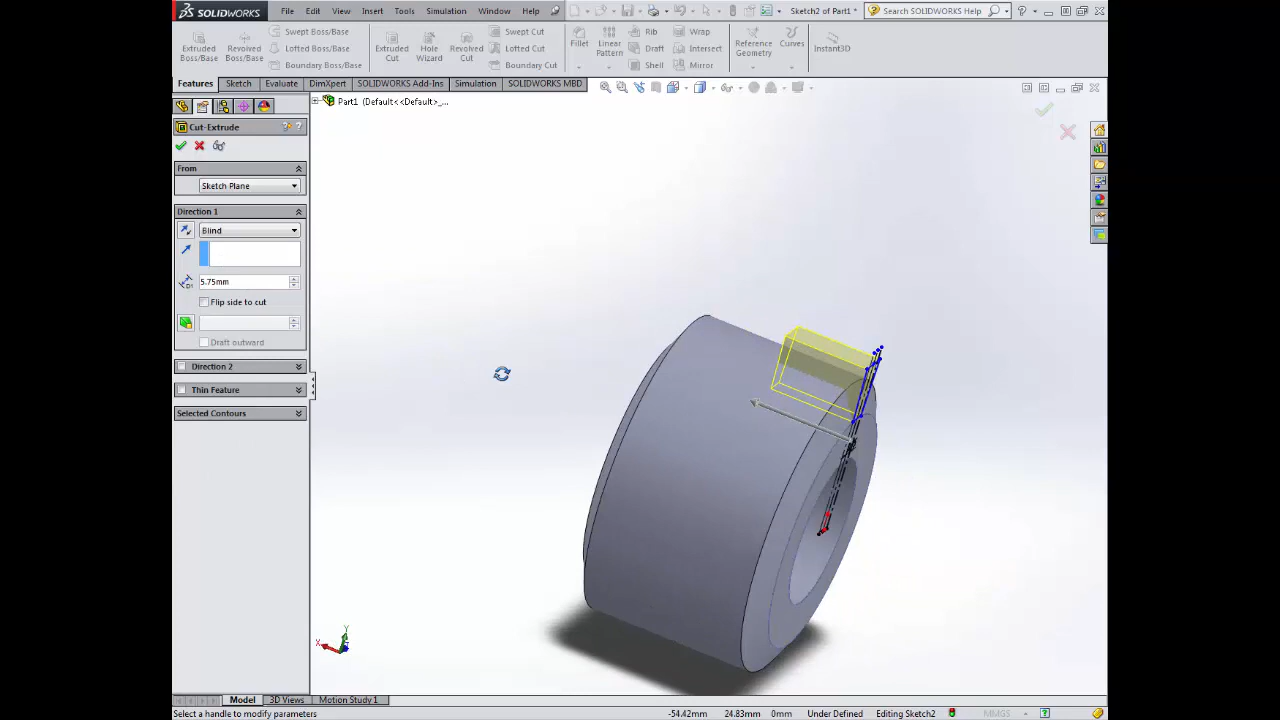 SOLIDWORKS File Edit View Insert Tools Simulation Window Help Sketch2 of Part1 * Search SOLIDWORKS Help
Extruded Boss/Base
Revolved Boss/Base
Swept Boss/Base
Lofted Boss/Base
Boundary Boss/Base
Extruded Cut
Hole Wizard
Revolved Cut
Swept Cut
Lofted Cut
Boundary Cut
Fillet
Linear Pattern
Rib
Draft
Shell
Wrap
Intersect
Mirror
Reference Geometry
Curves
Instant3D
Features Sketch Evaluate DimXpert SOLIDWORKS Add-Ins Simulation SOLIDWORKS MBD
Part1 (Default<<Default>_...
Cut-Extrude
From
Sketch Plane
Direction 1
Blind
D1
5.75mm
Flip side to cut
Draft outward
Direction 2
Thin Feature
Selected Contours
Y
X
Model 3D Views Motion Study 1
Select a handle to modify parameters -54.42mm 24.83mm 0mm Under Defined Editing Sketch2 MMGS